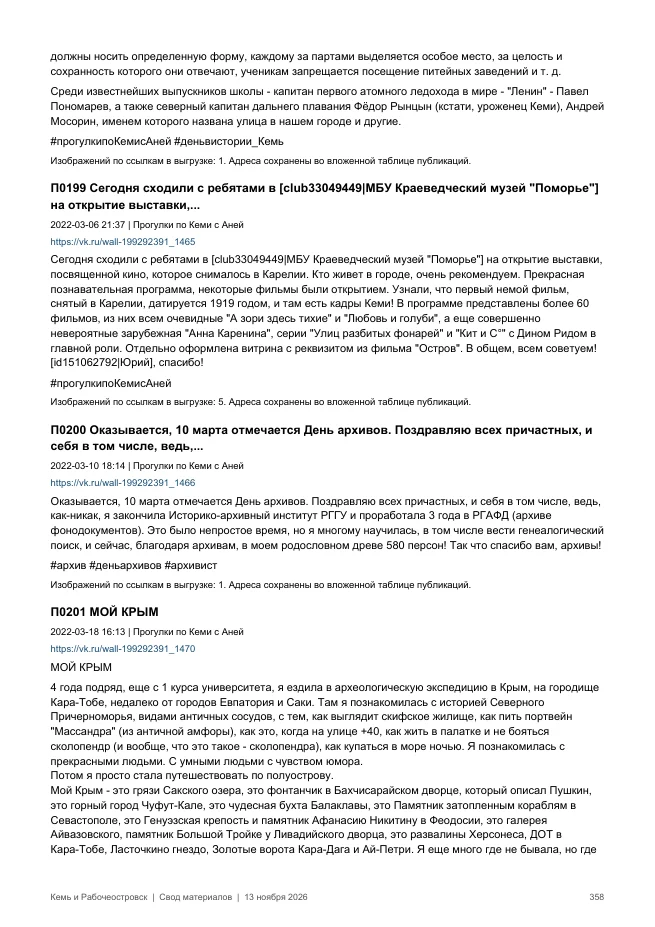 должны носить определенную форму, каждому за партами выделяется особое место, за целость и
сохранность которого они отвечают, ученикам запрещается посещение питейных заведений и т. д.
Среди известнейших выпускников школы - капитан первого атомного ледохода в мире - "Ленин" - Павел
Пономарев, а также северный капитан дальнего плавания Фёдор Рынцын (кстати, уроженец Кеми), Андрей
Мосорин, именем которого названа улица в нашем городе и другие.
#прогулкипоКемисАней #деньвистории_Кемь
Изображений по ссылкам в выгрузке: 1. Адреса сохранены во вложенной таблице публикаций.
П0199 Сегодня сходили с ребятами в [club33049449|МБУ Краеведческий музей "Поморье"]
на открытие выставки,...
2022-03-06 21:37 | Прогулки по Кеми с Аней
https://vk.ru/wall-199292391_1465
Сегодня сходили с ребятами в [club33049449|МБУ Краеведческий музей "Поморье"] на открытие выставки,
посвященной кино, которое снималось в Карелии. Кто живет в городе, очень рекомендуем. Прекрасная
познавательная программа, некоторые фильмы были открытием. Узнали, что первый немой фильм,
снятый в Карелии, датируется 1919 годом, и там есть кадры Кеми! В программе представлены более 60
фильмов, из них всем очевидные "А зори здесь тихие" и "Любовь и голуби", а еще совершенно
невероятные зарубежная "Анна Каренина", серии "Улиц разбитых фонарей" и "Кит и С°" с Дином Ридом в
главной роли. Отдельно оформлена витрина с реквизитом из фильма "Остров". В общем, всем советуем!
[id151062792|Юрий], спасибо!
#прогулкипоКемисАней
Изображений по ссылкам в выгрузке: 5. Адреса сохранены во вложенной таблице публикаций.
П0200 Оказывается, 10 марта отмечается День архивов. Поздравляю всех причастных, и
себя в том числе, ведь,...
2022-03-10 18:14 | Прогулки по Кеми с Аней
https://vk.ru/wall-199292391_1466
Оказывается, 10 марта отмечается День архивов. Поздравляю всех причастных, и себя в том числе, ведь,
как-никак, я закончила Историко-архивный институт РГГУ и проработала 3 года в РГАФД (архиве
фонодокументов). Это было непростое время, но я многому научилась, в том числе вести генеалогический
поиск, и сейчас, благодаря архивам, в моем родословном древе 580 персон! Так что спасибо вам, архивы!
#архив #деньархивов #архивист
Изображений по ссылкам в выгрузке: 1. Адреса сохранены во вложенной таблице публикаций.
П0201 МОЙ КРЫМ
2022-03-18 16:13 | Прогулки по Кеми с Аней
https://vk.ru/wall-199292391_1470
МОЙ КРЫМ
4 года подряд, еще с 1 курса университета, я ездила в археологическую экспедицию в Крым, на городище
Кара-Тобе, недалеко от городов Евпатория и Саки. Там я познакомилась с историей Северного
Причерноморья, видами античных сосудов, с тем, как выглядит скифское жилище, как пить портвейн
"Массандра" (из античной амфоры), как это, когда на улице +40, как жить в палатке и не бояться
сколопендр (и вообще, что это такое - сколопендра), как купаться в море ночью. Я познакомилась с
прекрасными людьми. С умными людьми с чувством юмора.
Потом я просто стала путешествовать по полуострову.
Мой Крым - это грязи Сакского озера, это фонтанчик в Бахчисарайском дворце, который описал Пушкин,
это горный город Чуфут-Кале, это чудесная бухта Балаклавы, это Памятник затопленным кораблям в
Севастополе, это Генуэзская крепость и памятник Афанасию Никитину в Феодосии, это галерея
Айвазовского, памятник Большой Тройке у Ливадийского дворца, это развалины Херсонеса, ДОТ в
Кара-Тобе, Ласточкино гнездо, Золотые ворота Кара-Дага и Ай-Петри. Я еще много где не бывала, но где
Кемь и Рабочеостровск | Свод материалов | 13 ноября 2026
358